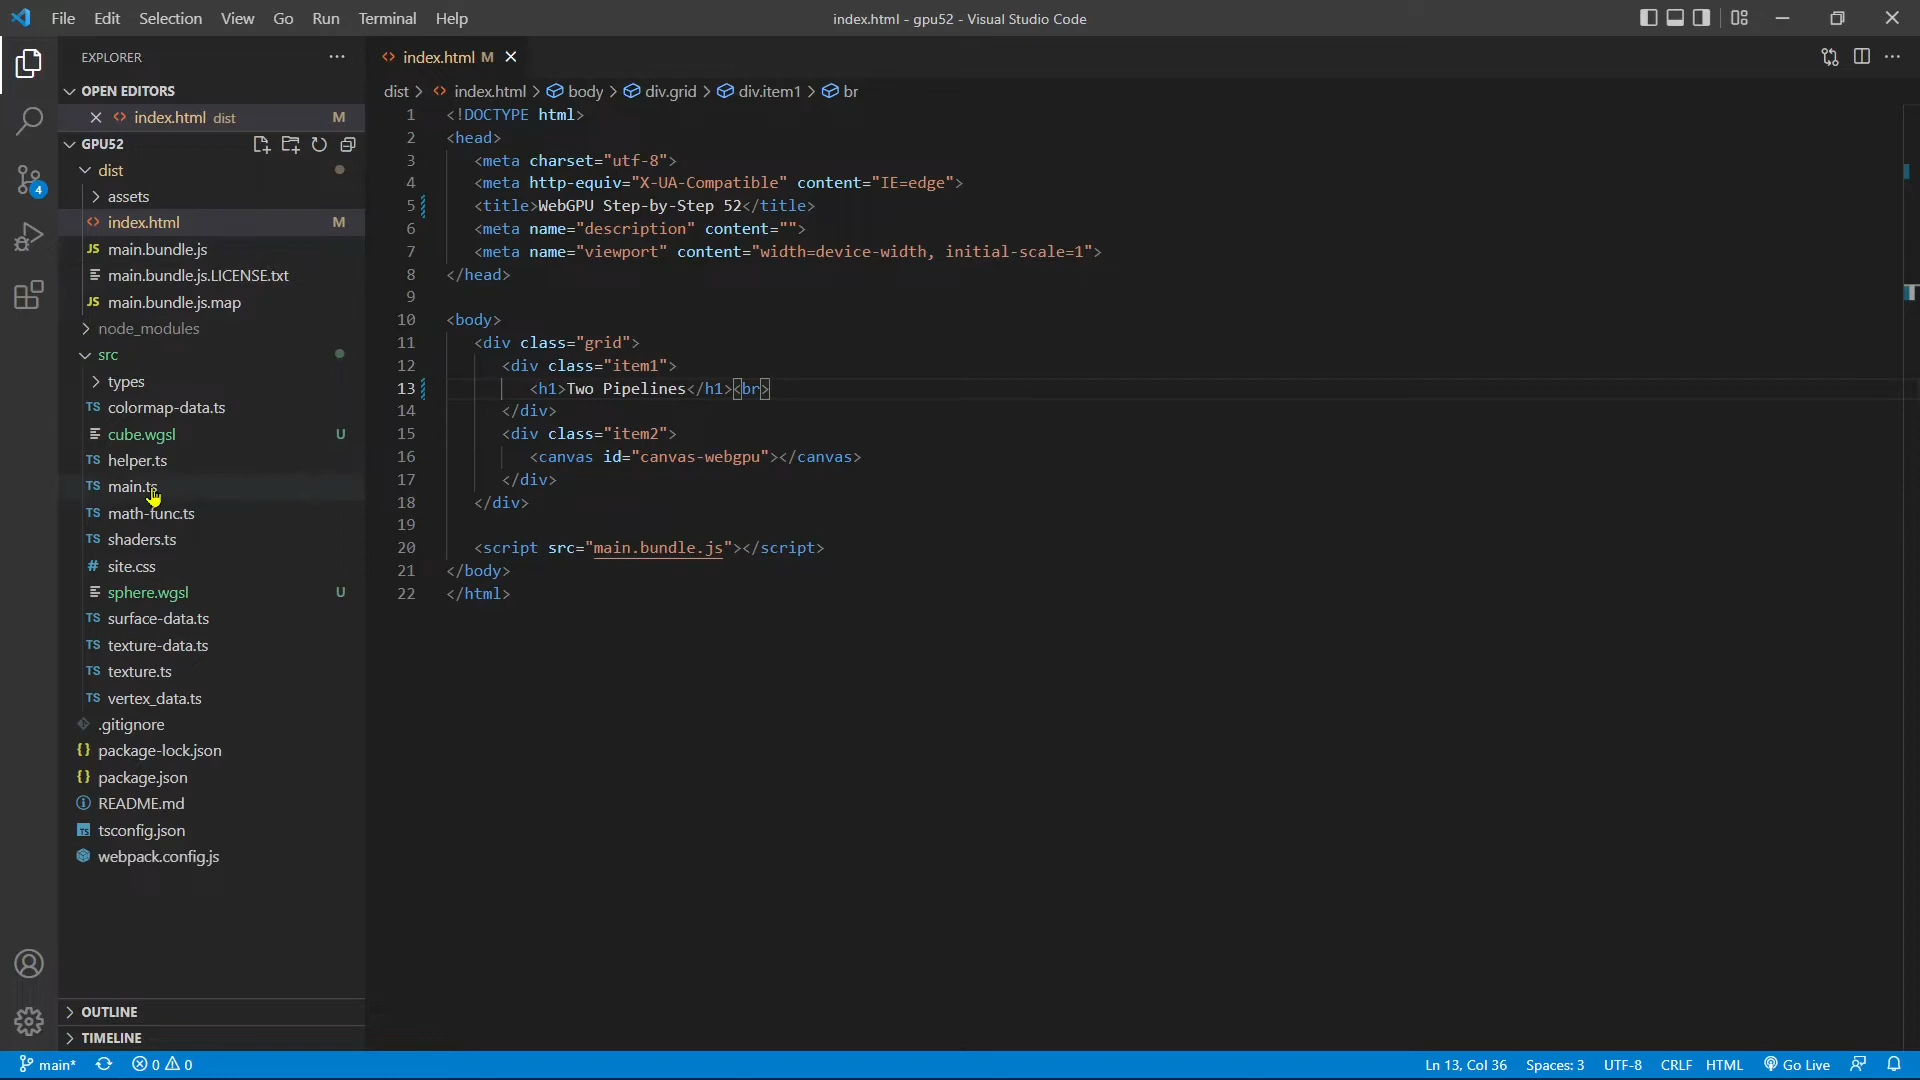 File Edit Selection View Go Run Terminal Help
index.html - gpu52 - Visual Studio Code
EXPLORER
OPEN EDITORS
index.html dist M
GPU52
dist
assets
index.html M
main.bundle.js
main.bundle.js.LICENSE.txt
main.bundle.js.map
node_modules
src
types
colormap-data.ts
cube.wgsl U
helper.ts
main.ts
math-func.ts
shaders.ts
site.css
sphere.wgsl U
surface-data.ts
texture-data.ts
texture.ts
vertex_data.ts
.gitignore
package-lock.json
package.json
README.md
tsconfig.json
webpack.config.js
OUTLINE
TIMELINE
4
index.html M
dist > index.html > body > div.grid > div.item1 > br
1 <!DOCTYPE html>
2 <head>
3 <meta charset="utf-8">
4 <meta http-equiv="X-UA-Compatible" content="IE=edge">
5 <title>WebGPU Step-by-Step 52</title>
6 <meta name="description" content="">
7 <meta name="viewport" content="width=device-width, initial-scale=1">
8 </head>
9
10 <body>
11 <div class="grid">
12 <div class="item1">
13 <h1>Two Pipelines</h1><br>
14 </div>
15 <div class="item2">
16 <canvas id="canvas-webgpu"></canvas>
17 </div>
18 </div>
19
20 <script src="main.bundle.js"></script>
21 </body>
22 </html>
main* 0 0 Ln 13, Col 36 Spaces: 3 UTF-8 CRLF HTML Go Live